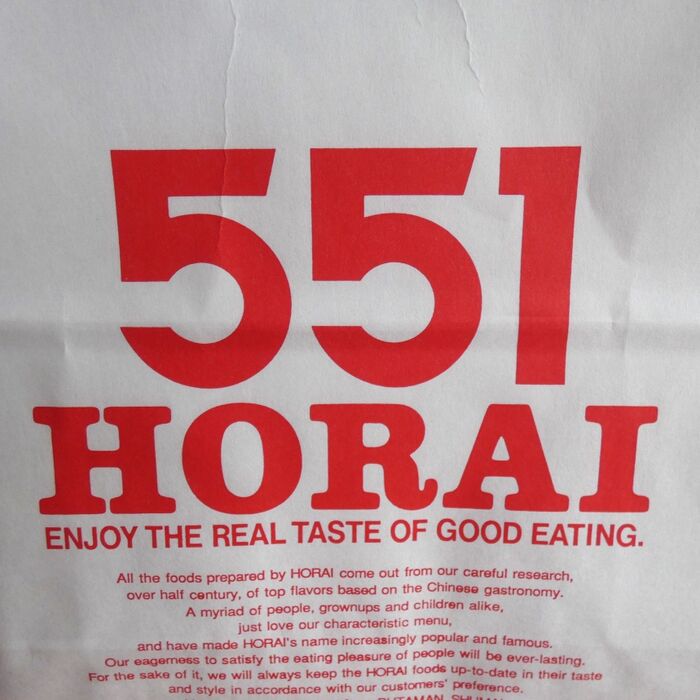 551
HORAI
ENJOY THE REAL TASTE OF GOOD EATING.
All the foods prepared by HORAI come out from our careful research,
over half century, of top flavors based on the Chinese gastronomy.
A myriad of people, grownups and children alike,
just love our characteristic menu,
and have made HORAI's name increasingly popular and famous.
Our eagerness to satisfy the eating pleasure of people will be ever-lasting.
For the sake of it, we will always keep the HORAI foods up-to-date in their taste
and style in accordance with our customers' preference.
BUTAMAN, SHUMAI